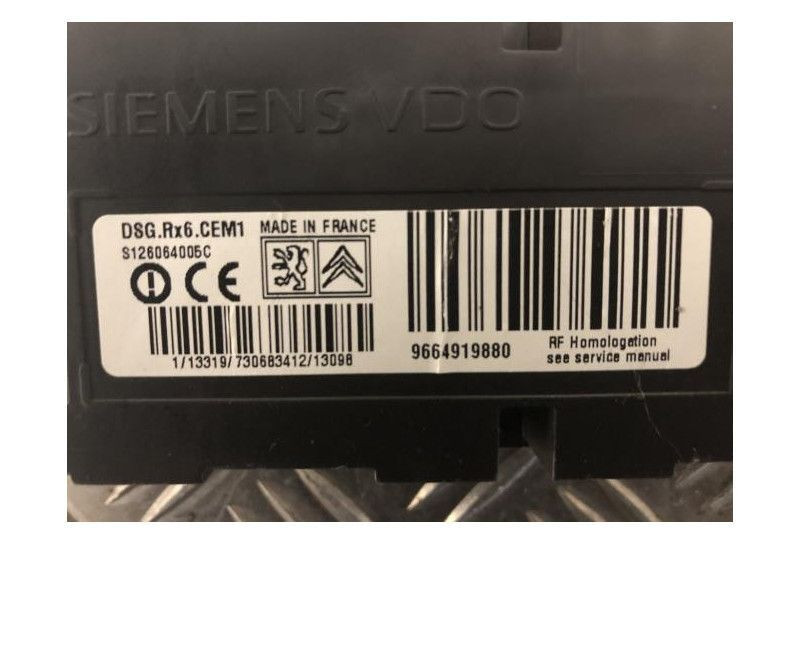 SIEMENS VDO
DSG.Rx6.CEM1
MADE IN FRANCE
S126064005C
CE
1/13319/730683412/13098
9664919880
RF Homologation
see service manual